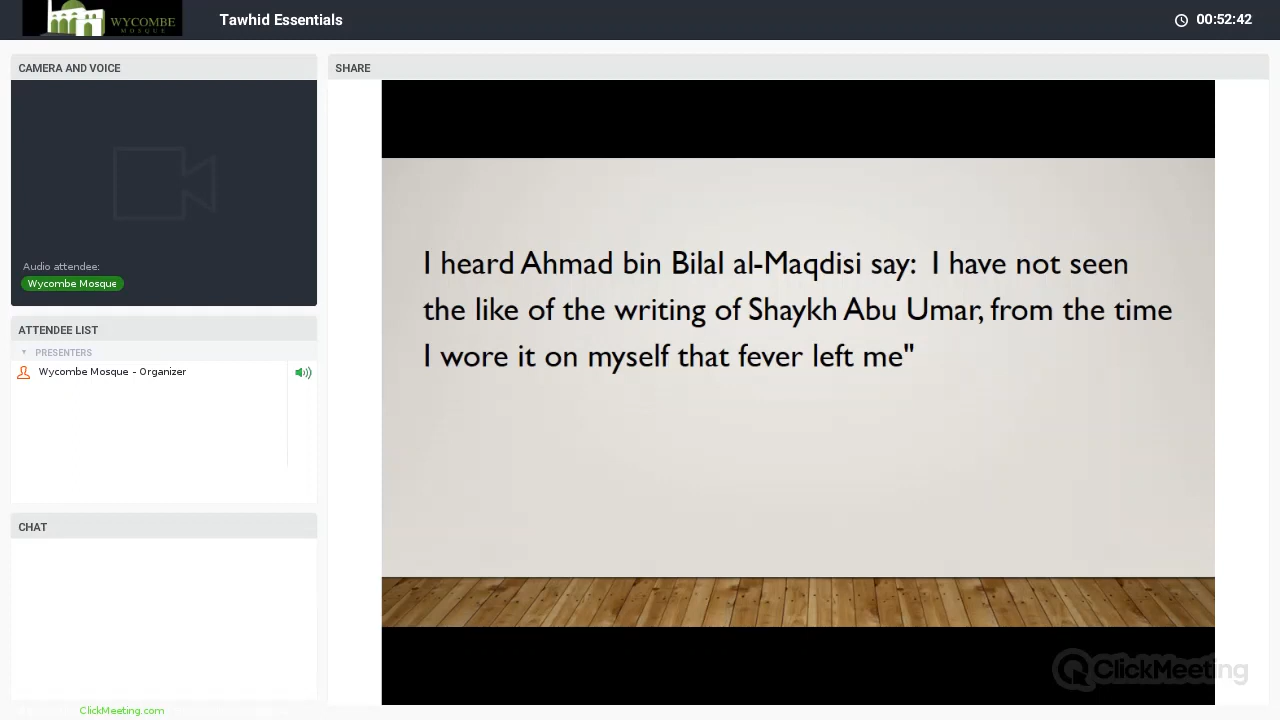 WYCOMBE
MOSQUE
Tawhid Essentials
00:52:42
CAMERA AND VOICE
Audio attendee:
Wycombe Mosque
ATTENDEE LIST
PRESENTERS
Wycombe Mosque - Organizer
CHAT
ClickMeeting.com
SHARE
I heard Ahmad bin Bilal al-Maqdisi say: I have not seen
the like of the writing of Shaykh Abu Umar, from the time
I wore it on myself that fever left me"
ClickMeeting